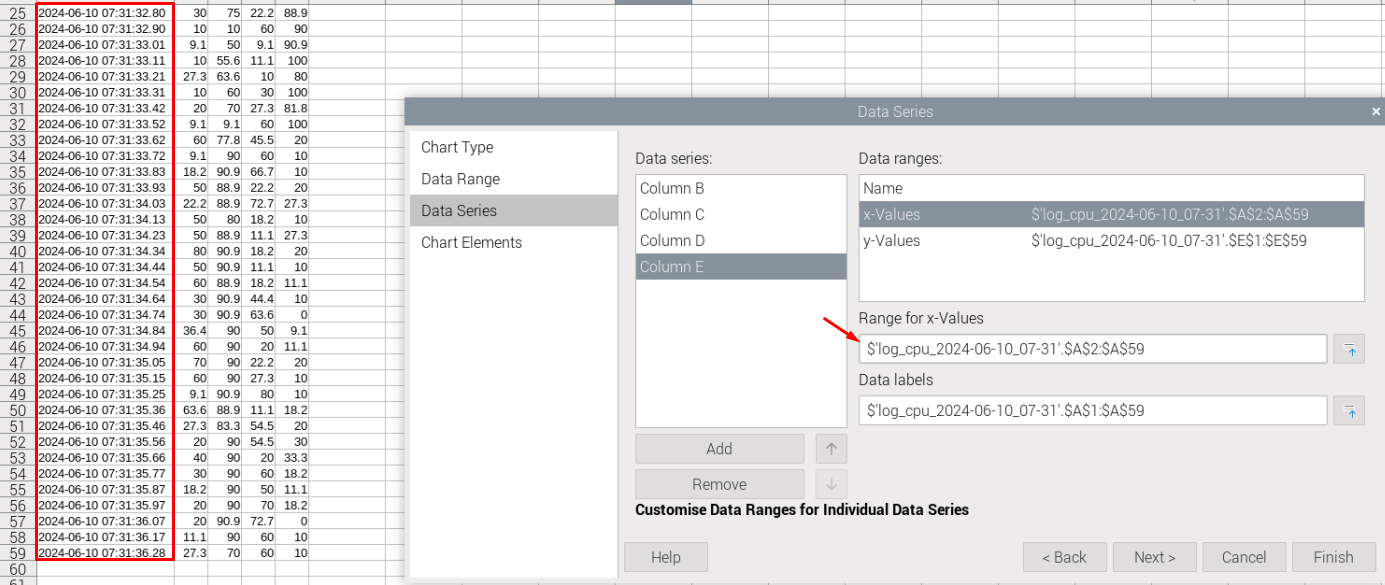 25 2024-06-10 07:31:32.80 30 75 22.2 88.9
26 2024-06-10 07:31:32.90 10 10 60 90
27 2024-06-10 07:31:33.01 9.1 50 9.1 90.9
28 2024-06-10 07:31:33.11 10 55.6 11.1 100
29 2024-06-10 07:31:33.21 27.3 63.6 10 80
30 2024-06-10 07:31:33.31 10 60 30 100
31 2024-06-10 07:31:33.42 20 70 27.3 81.8
32 2024-06-10 07:31:33.52 9.1 9.1 60 100
33 2024-06-10 07:31:33.62 60 77.8 45.5 20
34 2024-06-10 07:31:33.72 9.1 90 60 10
35 2024-06-10 07:31:33.83 18.2 90.9 66.7 10
36 2024-06-10 07:31:33.93 50 88.9 22.2 20
37 2024-06-10 07:31:34.03 22.2 88.9 72.7 27.3
38 2024-06-10 07:31:34.13 50 80 18.2 10
39 2024-06-10 07:31:34.23 50 88.9 11.1 27.3
40 2024-06-10 07:31:34.34 80 90.9 18.2 20
41 2024-06-10 07:31:34.44 50 90.9 11.1 10
42 2024-06-10 07:31:34.54 60 88.9 18.2 11.1
43 2024-06-10 07:31:34.64 30 90.9 44.4 10
44 2024-06-10 07:31:34.74 30 90.9 63.6 0
45 2024-06-10 07:31:34.84 36.4 90 50 9.1
46 2024-06-10 07:31:34.94 60 90 20 11.1
47 2024-06-10 07:31:35.05 70 90 22.2 20
48 2024-06-10 07:31:35.15 60 90 27.3 10
49 2024-06-10 07:31:35.25 9.1 90.9 80 10
50 2024-06-10 07:31:35.36 63.6 88.9 11.1 18.2
51 2024-06-10 07:31:35.46 27.3 83.3 54.5 20
52 2024-06-10 07:31:35.56 20 90 54.5 30
53 2024-06-10 07:31:35.66 40 90 20 33.3
54 2024-06-10 07:31:35.77 30 90 60 18.2
55 2024-06-10 07:31:35.87 18.2 90 50 11.1
56 2024-06-10 07:31:35.97 20 90 70 18.2
57 2024-06-10 07:31:36.07 20 90.9 72.7 0
58 2024-06-10 07:31:36.17 11.1 90 60 10
59 2024-06-10 07:31:36.28 27.3 70 60 10
60
61
Data Series ×
Chart Type
Data Range
Data Series
Chart Elements
Data series:
Column B
Column C
Column D
Column E
Add
Remove
Data ranges:
Name
x-Values $'log_cpu_2024-06-10_07-31'.$A$2:$A$59
y-Values $'log_cpu_2024-06-10_07-31'.$E$1:$E$59
Range for x-Values
$'log_cpu_2024-06-10_07-31'.$A$2:$A$59
Data labels
$'log_cpu_2024-06-10_07-31'.$A$1:$A$59
Customise Data Ranges for Individual Data Series
Help
< Back
Next >
Cancel
Finish